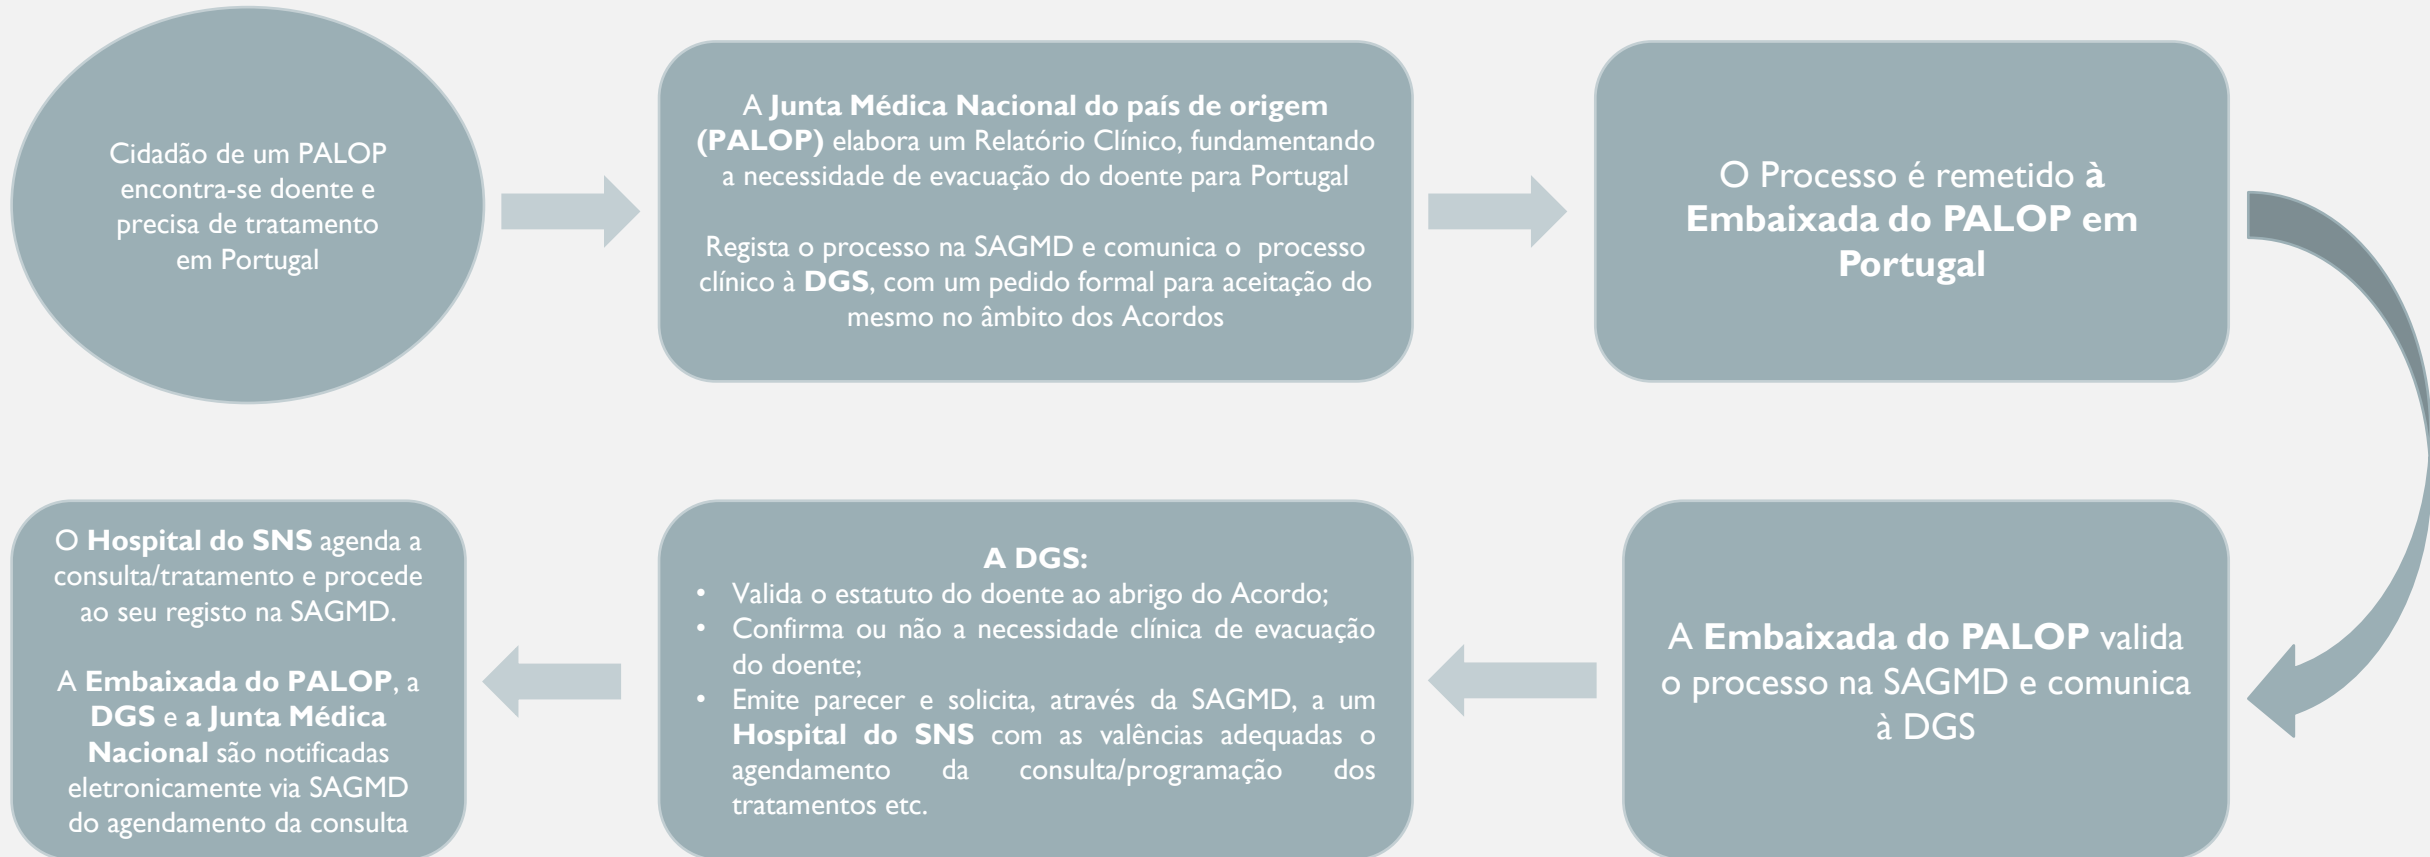 Cidadão de um PALOP
encontra-se doente e
precisa de tratamento
em Portugal
A Junta Médica Nacional do país de origem
(PALOP) elabora um Relatório Clínico, fundamentando
a necessidade de evacuação do doente para Portugal
Regista o processo na SAGMD e comunica o processo
clínico à DGS, com um pedido formal para aceitação do
mesmo no âmbito dos Acordos
O Processo é remetido à
Embaixada do PALOP em
Portugal
A Embaixada do PALOP valida
o processo na SAGMD e comunica
à DGS
A DGS:
• Valida o estatuto do doente ao abrigo do Acordo;
• Confirma ou não a necessidade clínica de evacuação
do doente;
• Emite parecer e solicita, através da SAGMD, a um
Hospital do SNS com as valências adequadas o
agendamento da consulta/programação dos
tratamentos etc.
O Hospital do SNS agenda a
consulta/tratamento e procede
ao seu registo na SAGMD.
A Embaixada do PALOP, a
DGS e a Junta Médica
Nacional são notificadas
eletronicamente via SAGMD
do agendamento da consulta